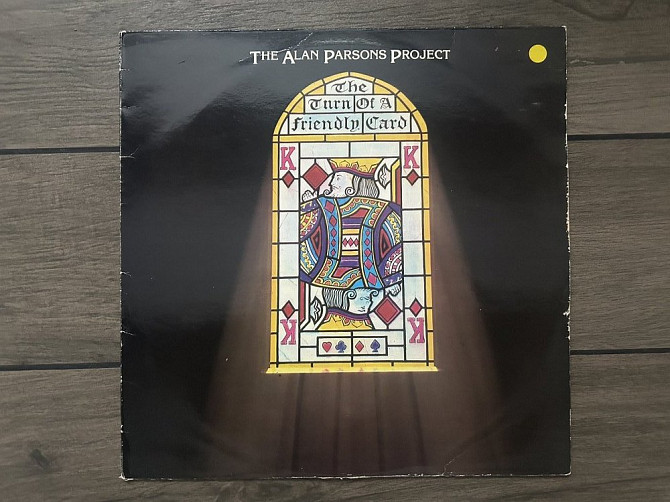 THE ALAN PARSONS PROJECT
The
Turn Of A
Friendly Card
K K
K K